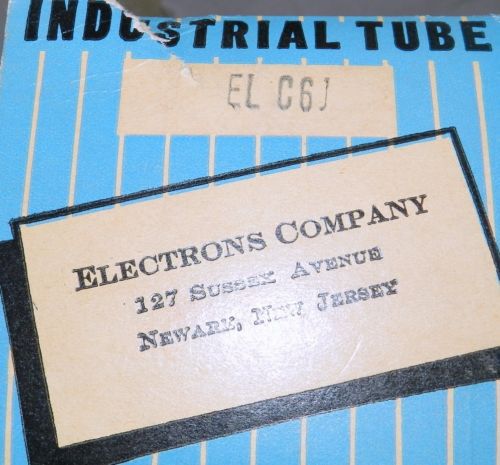 INDUSTRIAL TUBE
EL C6J
ELECTRONS COMPANY
127 SUSSEX AVENUE
NEWARK, NEW JERSEY